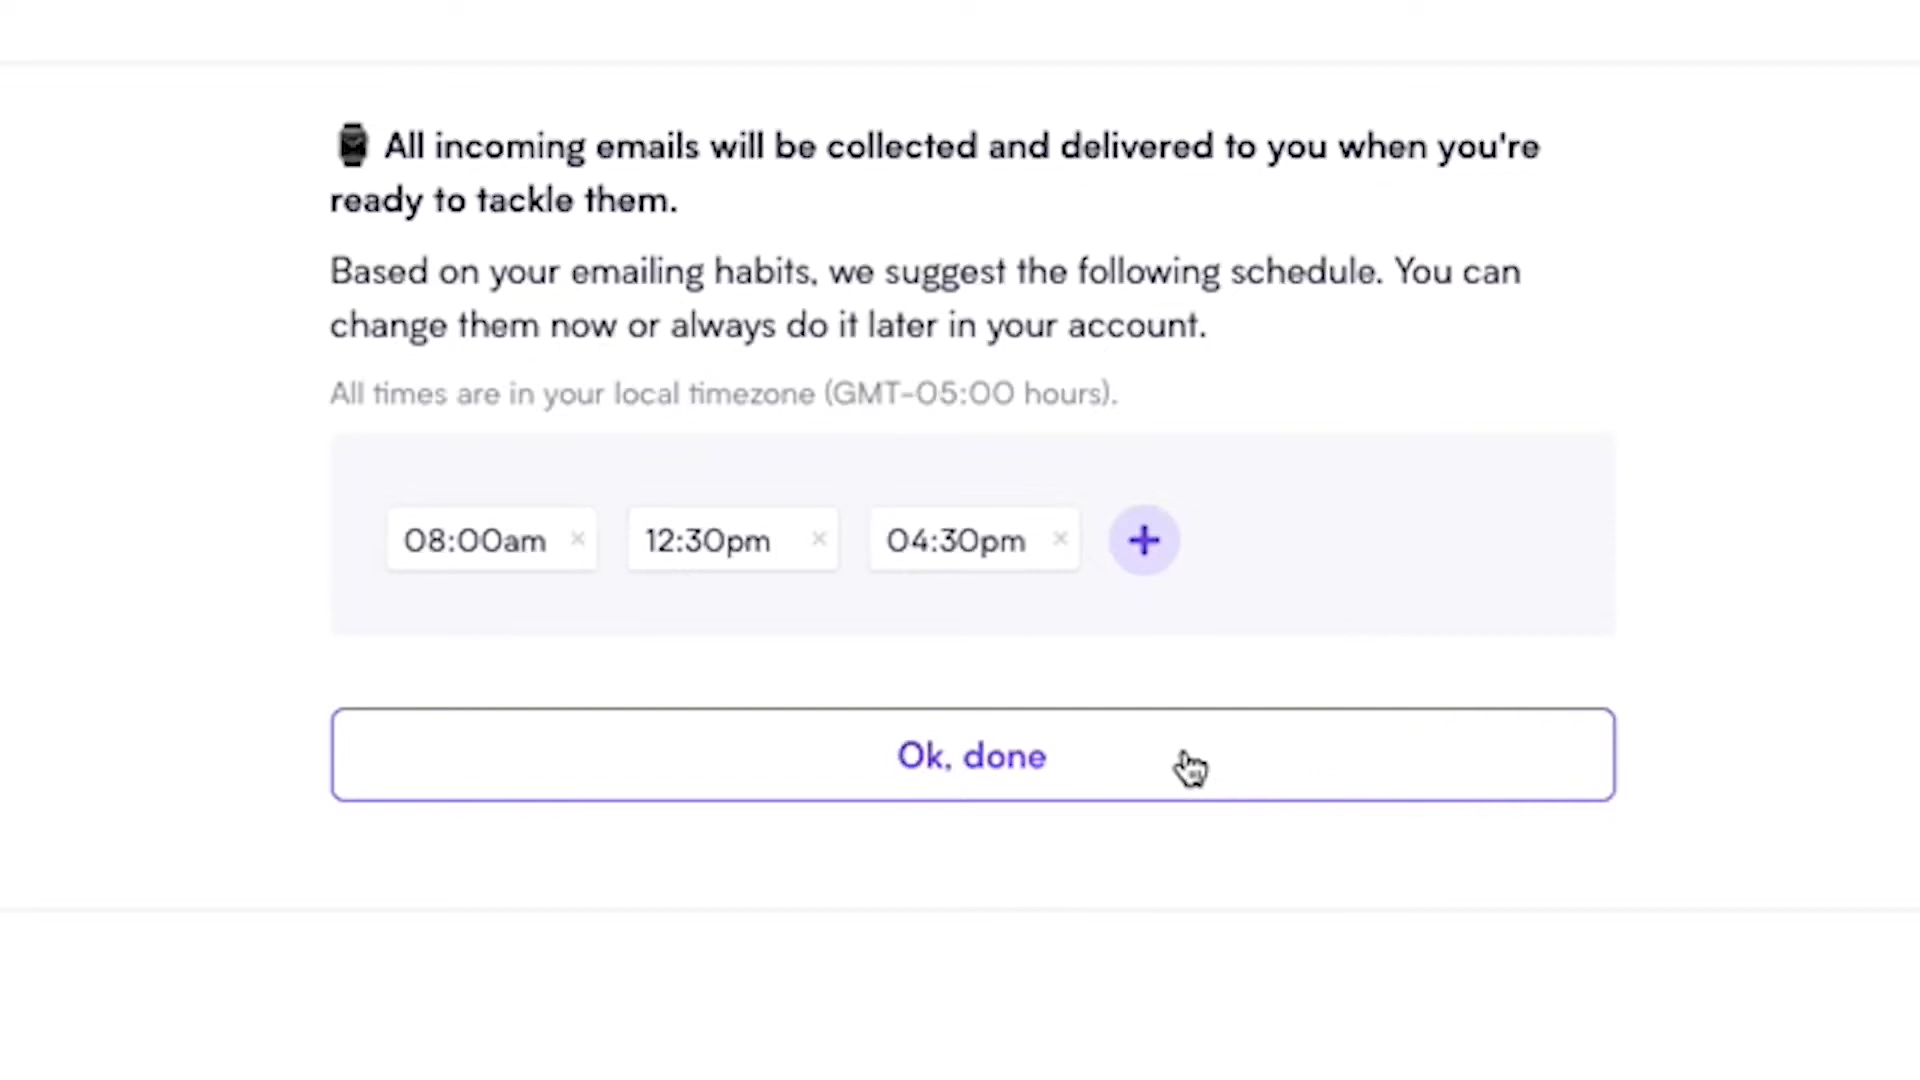 All incoming emails will be collected and delivered to you when you're
ready to tackle them.
Based on your emailing habits, we suggest the following schedule. You can
change them now or always do it later in your account.
All times are in your local timezone (GMT-05:00 hours).
08:00am × 12:30pm × 04:30pm × +
Ok, done